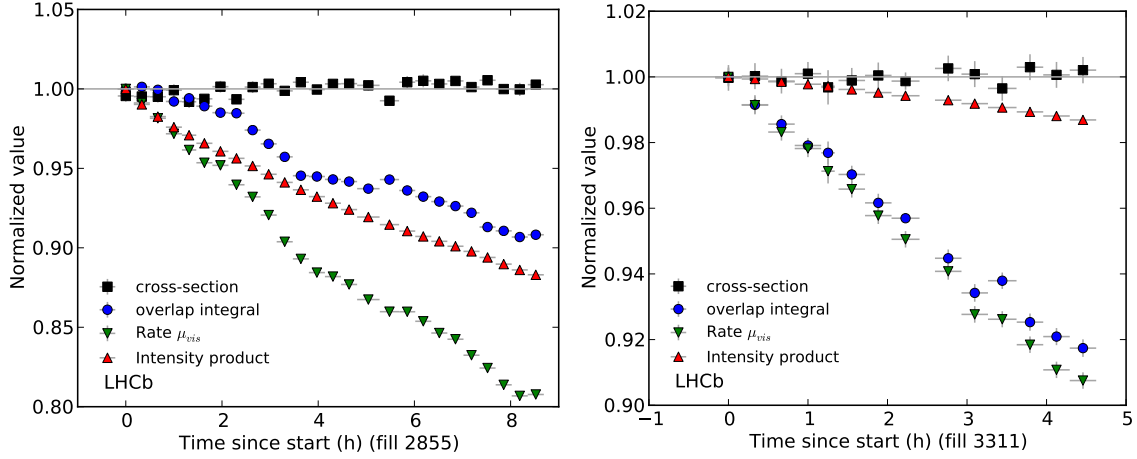 1.05
1.00
0.95
0.90
0.85
0.80
Normalized value
cross-section
overlap integral
Rate μvis
Intensity product
LHCb
0 2 4 6 8
Time since start (h) (fill 2855)
1.02
1.00
0.98
0.96
0.94
0.92
0.90
Normalized value
cross-section
overlap integral
Rate μvis
Intensity product
LHCb
−1 0 1 2 3 4 5
Time since start (h) (fill 3311)